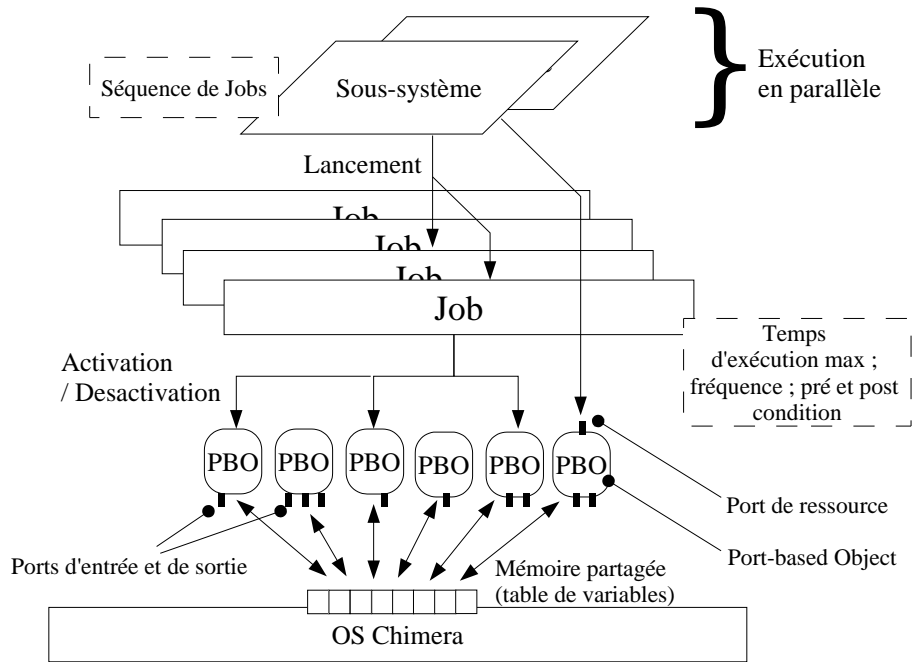 Séquence de Jobs
Sous-système
Exécution
en parallèle
Lancement
Job
Job
Job
Job
Temps
d'exécution max ;
fréquence ; pré et post
condition
Activation
/ Desactivation
PBO
PBO
PBO
PBO
PBO
PBO
Port de ressource
Port-based Object
Ports d'entrée et de sortie
Mémoire partagée
(table de variables)
OS Chimera